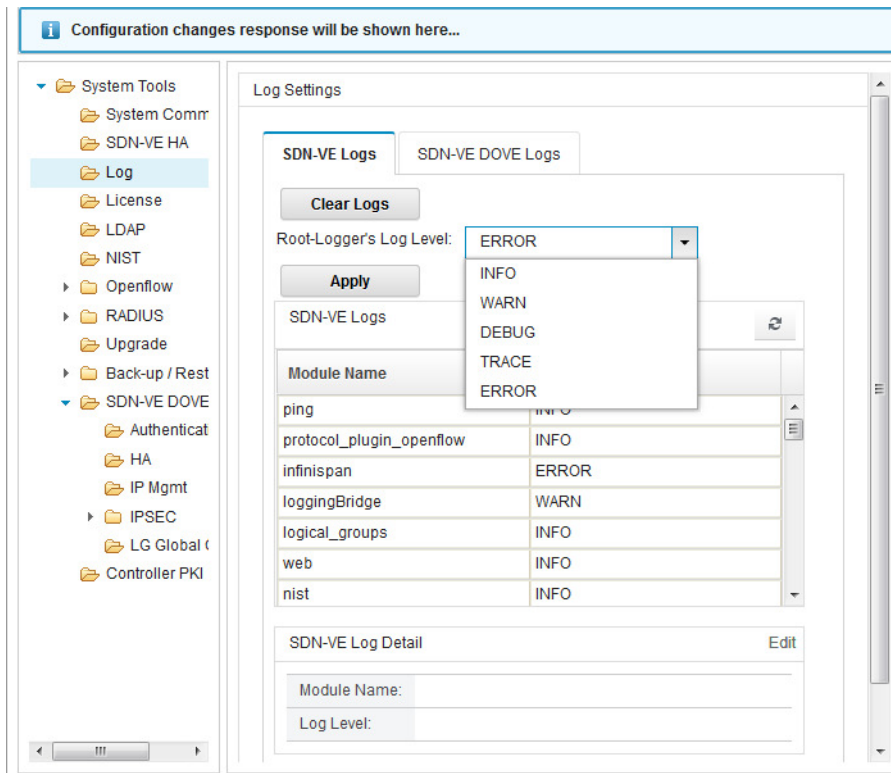 Configuration changes response will be shown here...
System Tools
System Comm
SDN-VE HA
Log
License
LDAP
NIST
Openflow
RADIUS
Upgrade
Back-up / Rest
SDN-VE DOVE
Authenticat
HA
IP Mgmt
IPSEC
LG Global
Controller PKI
Log Settings
SDN-VE Logs SDN-VE DOVE Logs
Clear Logs
Root-Logger's Log Level: ERROR
INFO
WARN
DEBUG
TRACE
ERROR
Apply
SDN-VE Logs
Module Name
ping INFO
protocol_plugin_openflow INFO
infinispan ERROR
loggingBridge WARN
logical_groups INFO
web INFO
nist INFO
SDN-VE Log Detail Edit
Module Name:
Log Level: